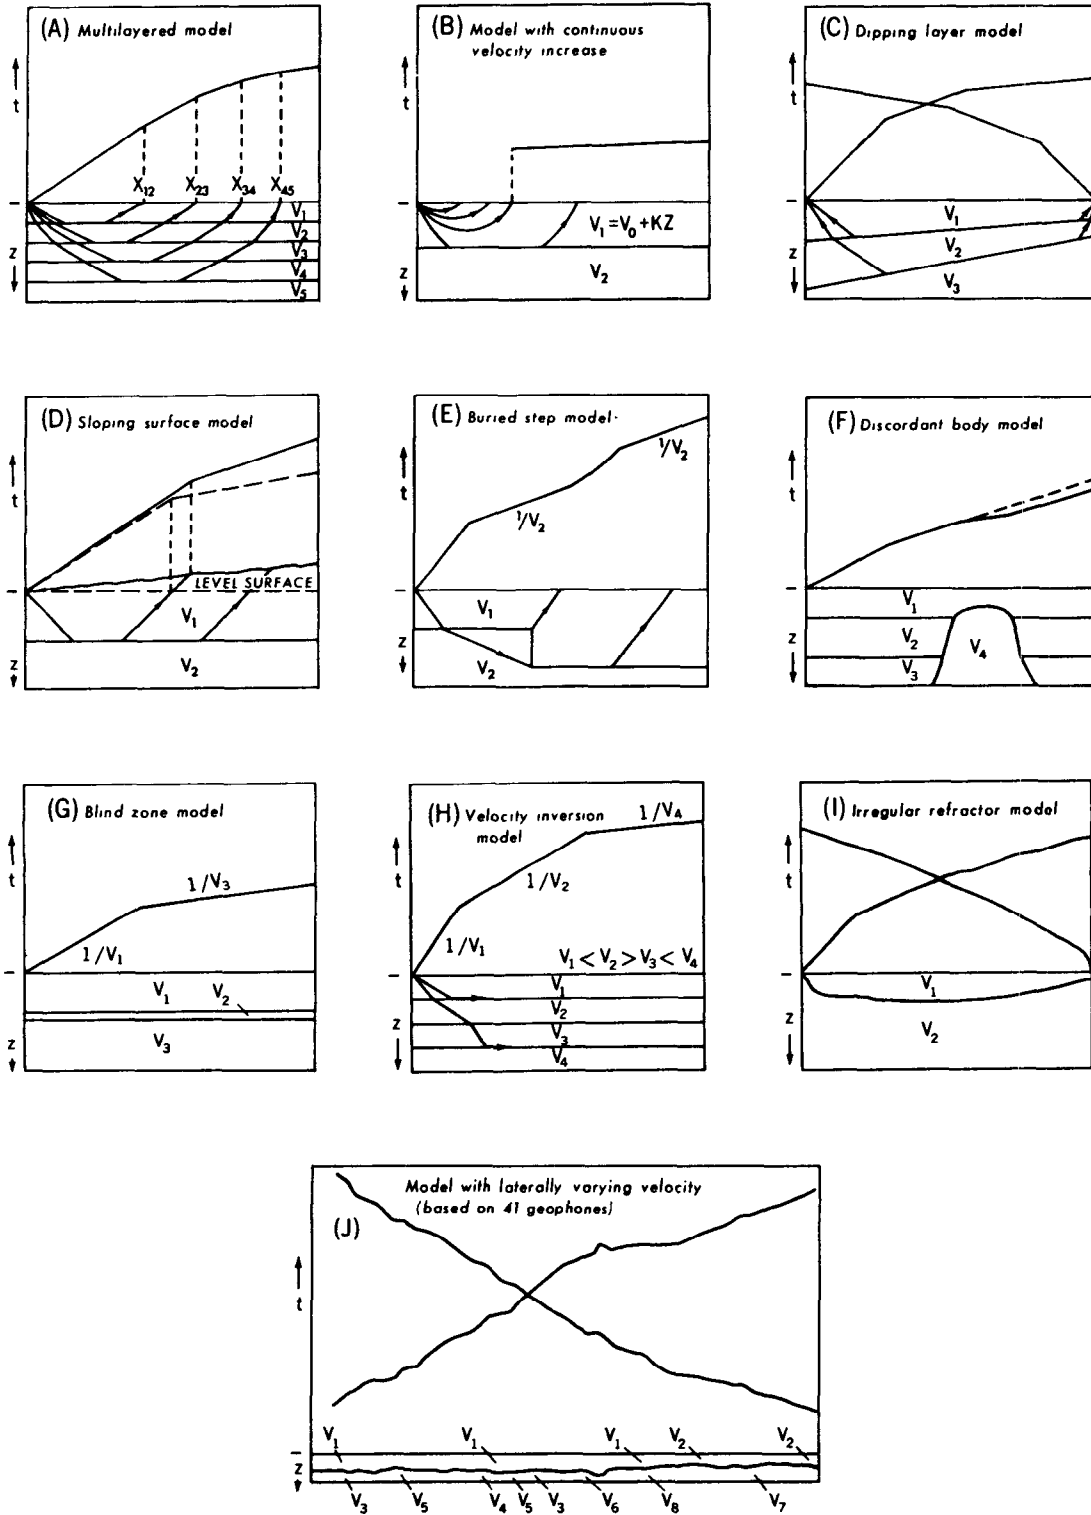 (A) Multilayered model
t
X12 X23 X34 X45
V1
V2
V3
V4
V5
z
(B) Model with continuous
velocity increase
t
V1 = V0 + KZ
V2
z
(C) Dipping layer model
t
V1
V2
V3
z
(D) Sloping surface model
t
LEVEL SURFACE
V1
V2
z
(E) Buried step model
t
1/V2
1/V2
V1
V2
z
(F) Discordant body model
t
V1
V2
V4
V3
z
(G) Blind zone model
t
1/V3
1/V1
V1
V2
V3
z
(H) Velocity inversion
model
t
1/V4
1/V2
1/V1
V1 < V2 > V3 < V4
V1
V2
V3
V4
z
(I) Irregular refractor model
t
V1
V2
z
Model with laterally varying velocity
(based on 41 geophones)
(J)
t
V1 V1 V1 V2 V2
z
V3 V5 V4 V5 V3 V6 V8 V7